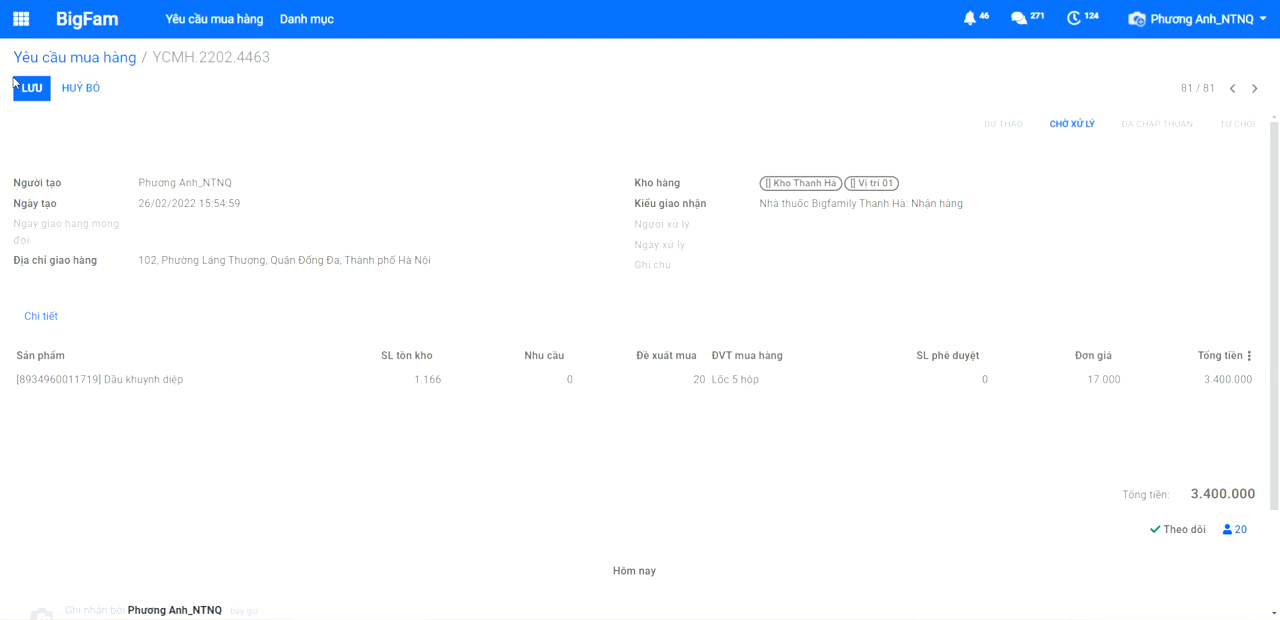 BigFam Yêu cầu mua hàng Danh mục 46 271 124 Phương Anh_NTNQ
Yêu cầu mua hàng / YCMH.2202.4463
LƯU HUỶ BỎ 81 / 81
DỰ THẢO CHỜ XỬ LÝ ĐÃ CHẤP THUẬN TỪ CHỐI
Người tạo Phương Anh_NTNQ
Ngày tạo 26/02/2022 15:54:59
Ngày giao hàng mong
đợi
Địa chỉ giao hàng 102, Phường Láng Thượng, Quận Đống Đa, Thành phố Hà Nội
Kho hàng [] Kho Thanh Hà [] Vị trí 01
Kiểu giao nhận Nhà thuốc Bigfamily Thanh Hà: Nhận hàng
Người xử lý
Ngày xử lý
Ghi chú
Chi tiết
Sản phẩm SL tồn kho Nhu cầu Đề xuất mua ĐVT mua hàng SL phê duyệt Đơn giá Tổng tiền
[8934960011719] Dầu khuynh diệp 1.166 0 20 Lốc 5 hộp 0 17.000 3.400.000
Tổng tiền: 3.400.000
Theo dõi 20
Hôm nay
Ghi nhận bởi Phương Anh_NTNQ bây giờ